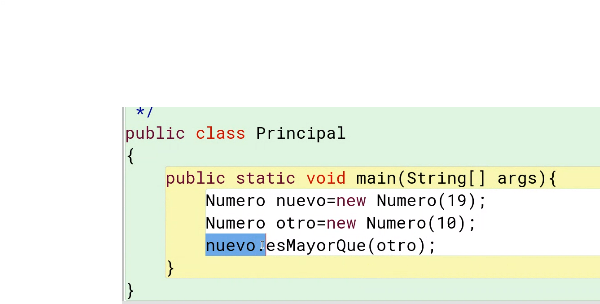 */
public class Principal
{
public static void main(String[] args){
Numero nuevo=new Numero(19);
Numero otro=new Numero(10);
nuevo.esMayorQue(otro);
}
}